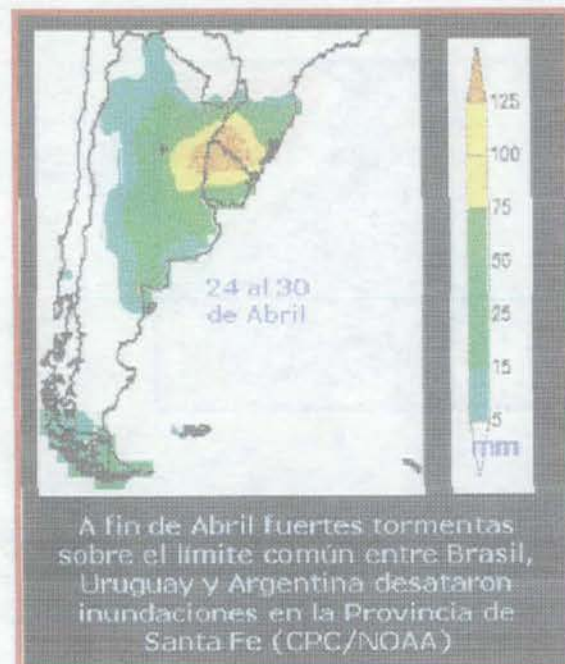 24 al 30
de Abril
125
100
75
50
25
15
5
mm
A fin de Abril fuertes tormentas
sobre el límite común entre Brasil,
Uruguay y Argentina desataron
inundaciones en la Provincia de
Santa Fe (CPC/NOAA)